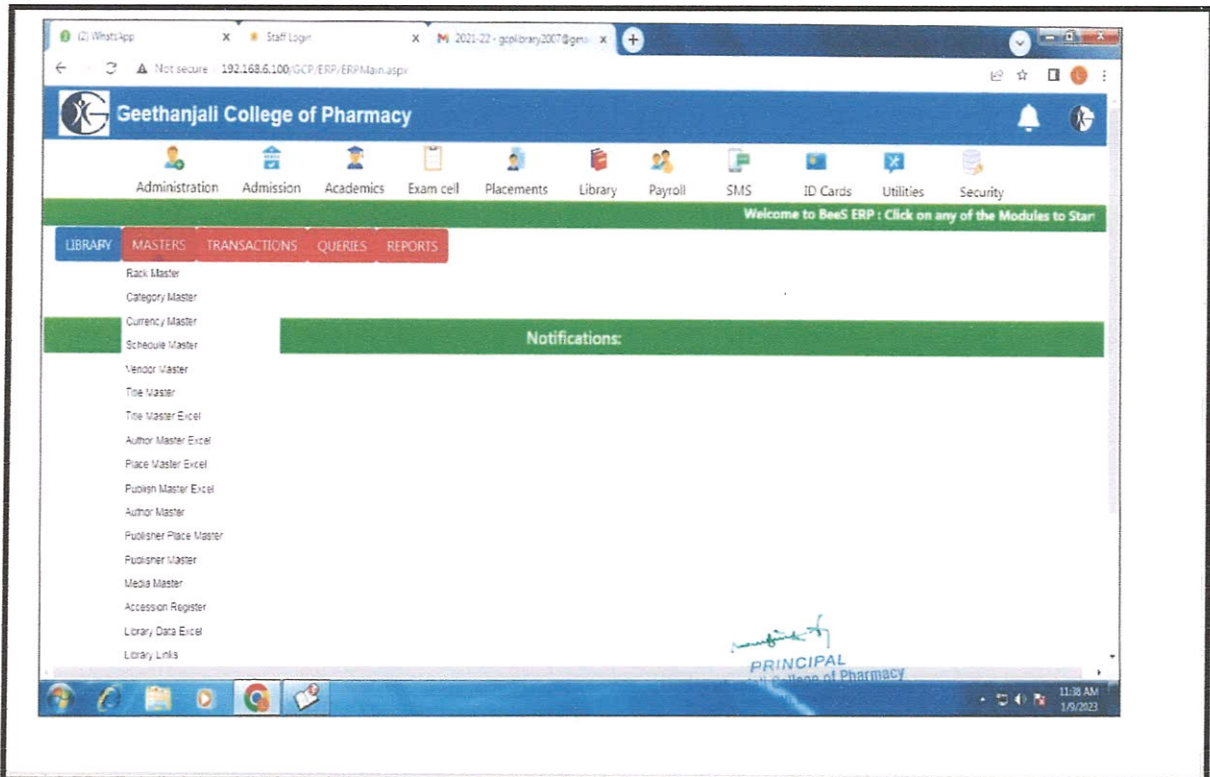 (2) WhatsApp
Staff Login
2021-22 - gcplibrary2007@gma
Not secure 192.168.6.100/GCP/ERP/ERPMain.aspx
Geethanjali College of Pharmacy
Administration Admission Academics Exam cell Placements Library Payroll SMS ID Cards Utilities Security
Welcome to BeeS ERP : Click on any of the Modules to Star
LIBRARY MASTERS TRANSACTIONS QUERIES REPORTS
Rack Master
Category Master
Currency Master
Notifications:
Schedule Master
Vendor Master
Title Master
Title Master Excel
Author Master Excel
Place Master Excel
Publish Master Excel
Author Master
Publisher Place Master
Publisher Master
Media Master
Accession Register
Library Data Excel
Library Links
PRINCIPAL
College of Pharmacy
11:38 AM
1/9/2023